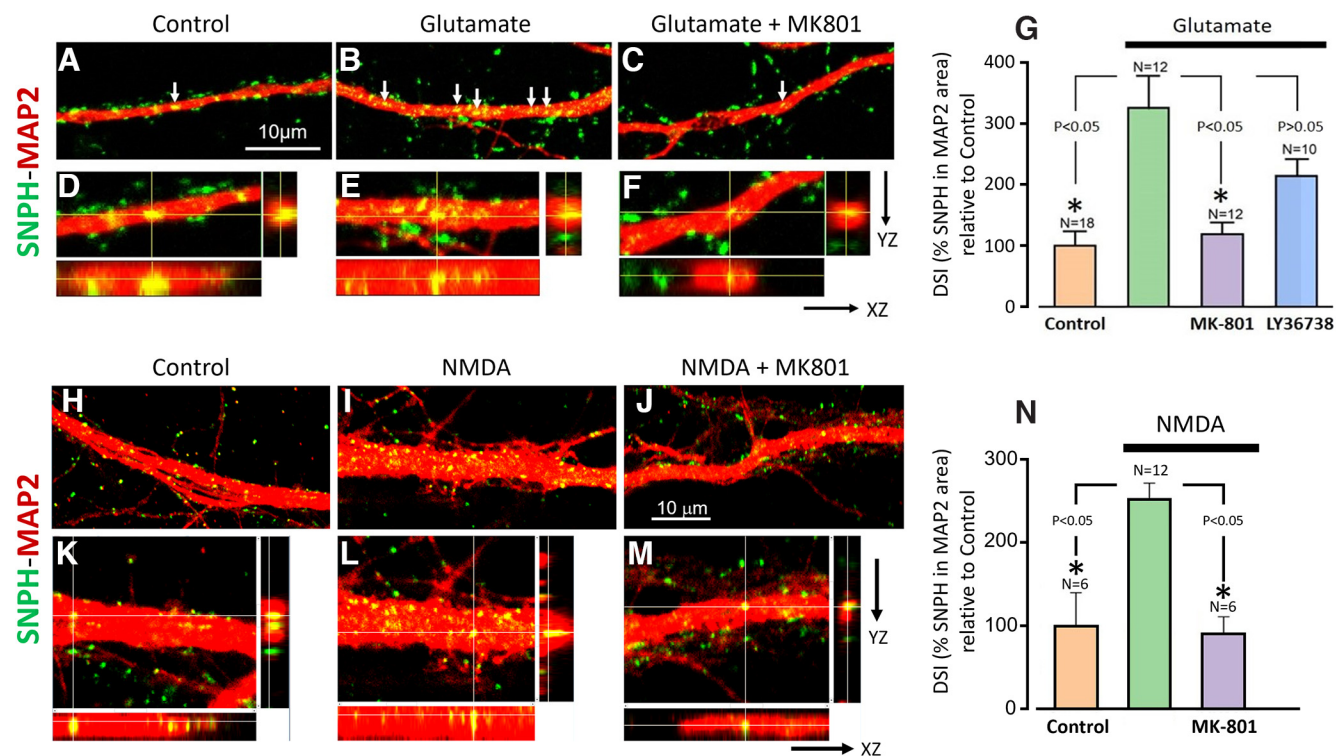 Control
Glutamate
Glutamate + MK801
SNPH-MAP2
A
B
C
10µm
D
E
F
YZ
XZ
G
Glutamate
DSI (% SNPH in MAP2 area)
relative to Control
400
300
200
100
0
N=12
P<0.05
P<0.05
P>0.05
N=10
*
N=18
*
N=12
Control
MK-801
LY36738
Control
NMDA
NMDA + MK801
SNPH-MAP2
H
I
J
10 µm
K
L
M
YZ
XZ
N
NMDA
DSI (% SNPH in MAP2 area)
relative to Control
300
200
100
0
N=12
P<0.05
P<0.05
*
N=6
*
N=6
Control
MK-801